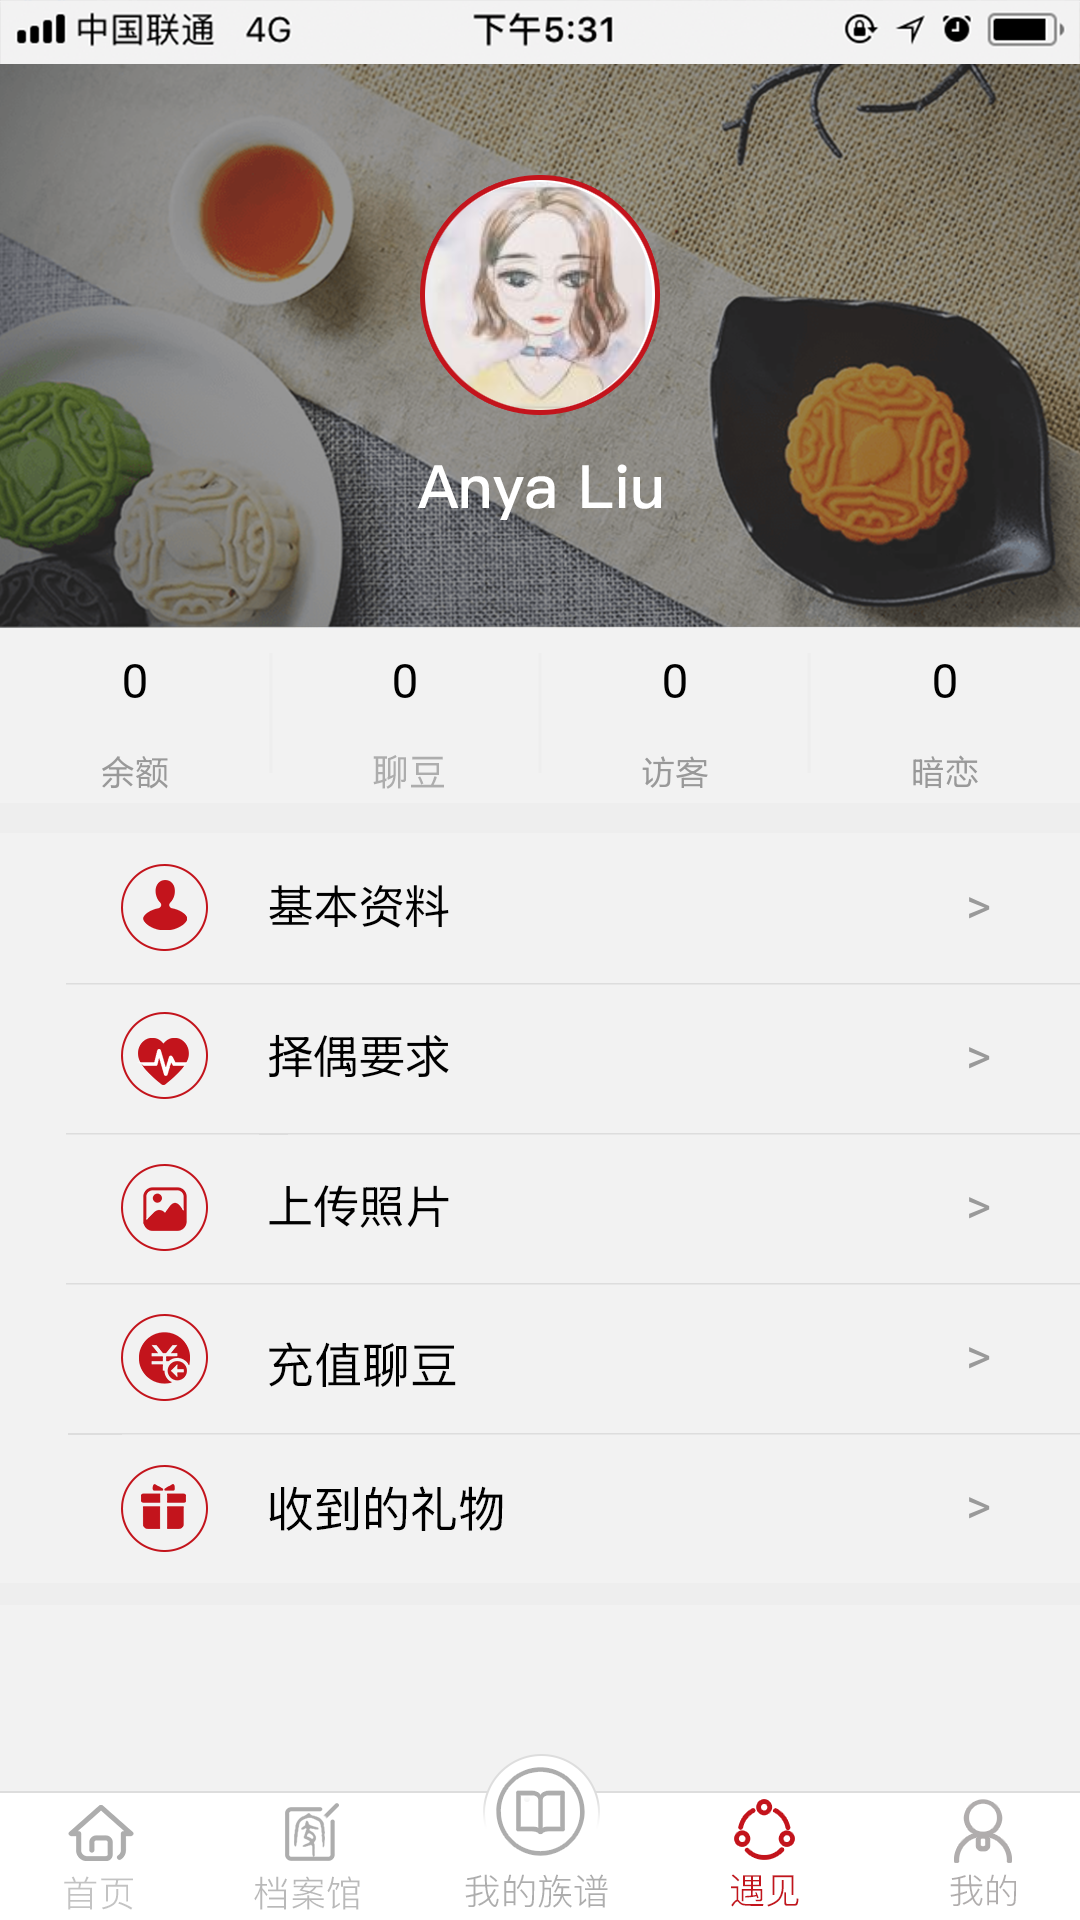 中国联通 4G 下午5:31
Anya Liu
0 0 0 0
余额 聊豆 访客 暗恋
基本资料 >
择偶要求 >
上传照片 >
充值聊豆 >
收到的礼物 >
首页 档案馆 我的族谱 遇见 我的